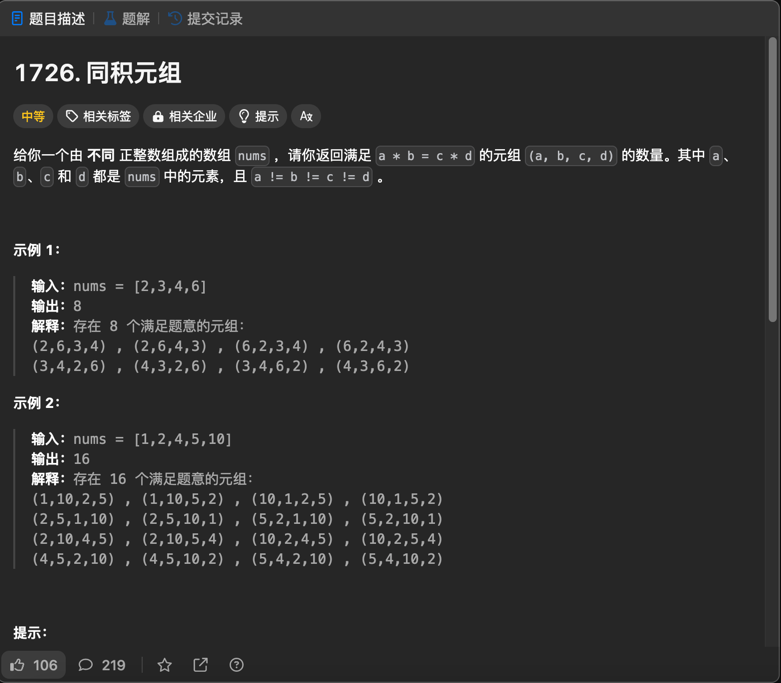 题目描述 题解 提交记录
1726. 同积元组
中等 相关标签 相关企业 提示 Ax
给你一个由 不同 正整数组成的数组 nums ，请你返回满足 a * b = c * d 的元组 (a, b, c, d) 的数量。其中 a、
b、c 和 d 都是 nums 中的元素，且 a != b != c != d 。
示例 1：
输入：nums = [2,3,4,6]
输出：8
解释：存在 8 个满足题意的元组：
(2,6,3,4) , (2,6,4,3) , (6,2,3,4) , (6,2,4,3)
(3,4,2,6) , (4,3,2,6) , (3,4,6,2) , (4,3,6,2)
示例 2：
输入：nums = [1,2,4,5,10]
输出：16
解释：存在 16 个满足题意的元组：
(1,10,2,5) , (1,10,5,2) , (10,1,2,5) , (10,1,5,2)
(2,5,1,10) , (2,5,10,1) , (5,2,1,10) , (5,2,10,1)
(2,10,4,5) , (2,10,5,4) , (10,2,4,5) , (10,2,5,4)
(4,5,2,10) , (4,5,10,2) , (5,4,2,10) , (5,4,10,2)
提示：
106 219